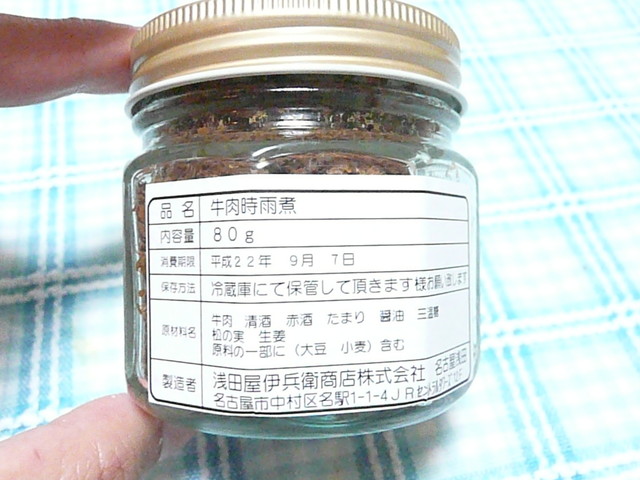 品名 牛肉時雨煮
内容量 80g
消費期限 平成22年 9月 7日
保存方法 冷蔵庫にて保管して頂きます様お願い致します
原材料名 牛肉 清酒 赤酒 たまり 醤油 三温糖
松の実 生姜
原料の一部に(大豆 小麦)含む
製造者 浅田屋伊兵衛商店株式会社 名古屋浅田
名古屋市中村区名駅1-1-4JR